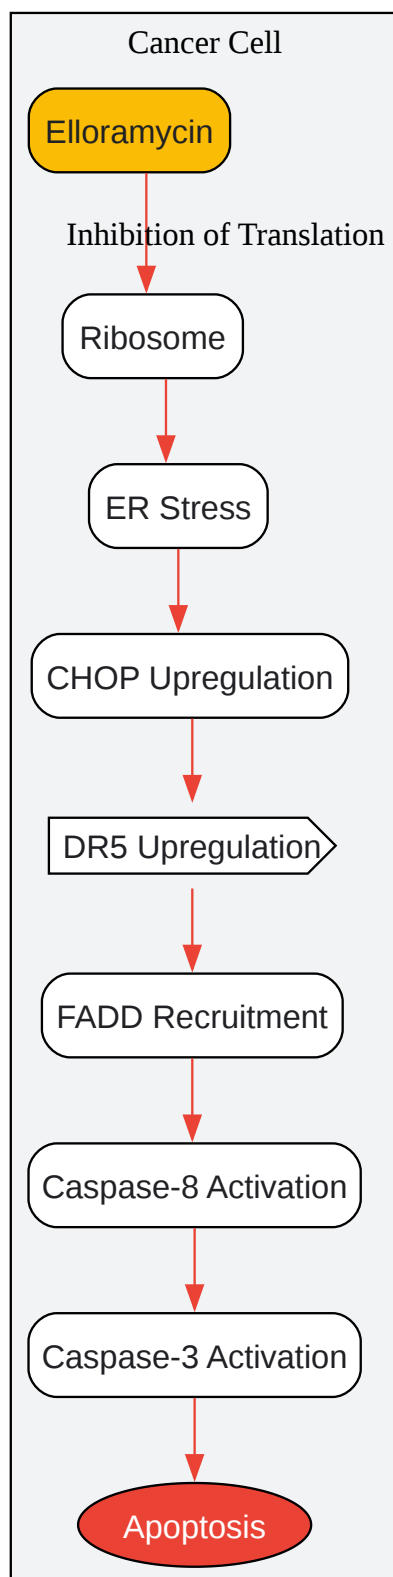 Cancer Cell
Elloramycin
Inhibition of Translation
Ribosome
ER Stress
CHOP Upregulation
DR5 Upregulation
FADD Recruitment
Caspase-8 Activation
Caspase-3 Activation
Apoptosis